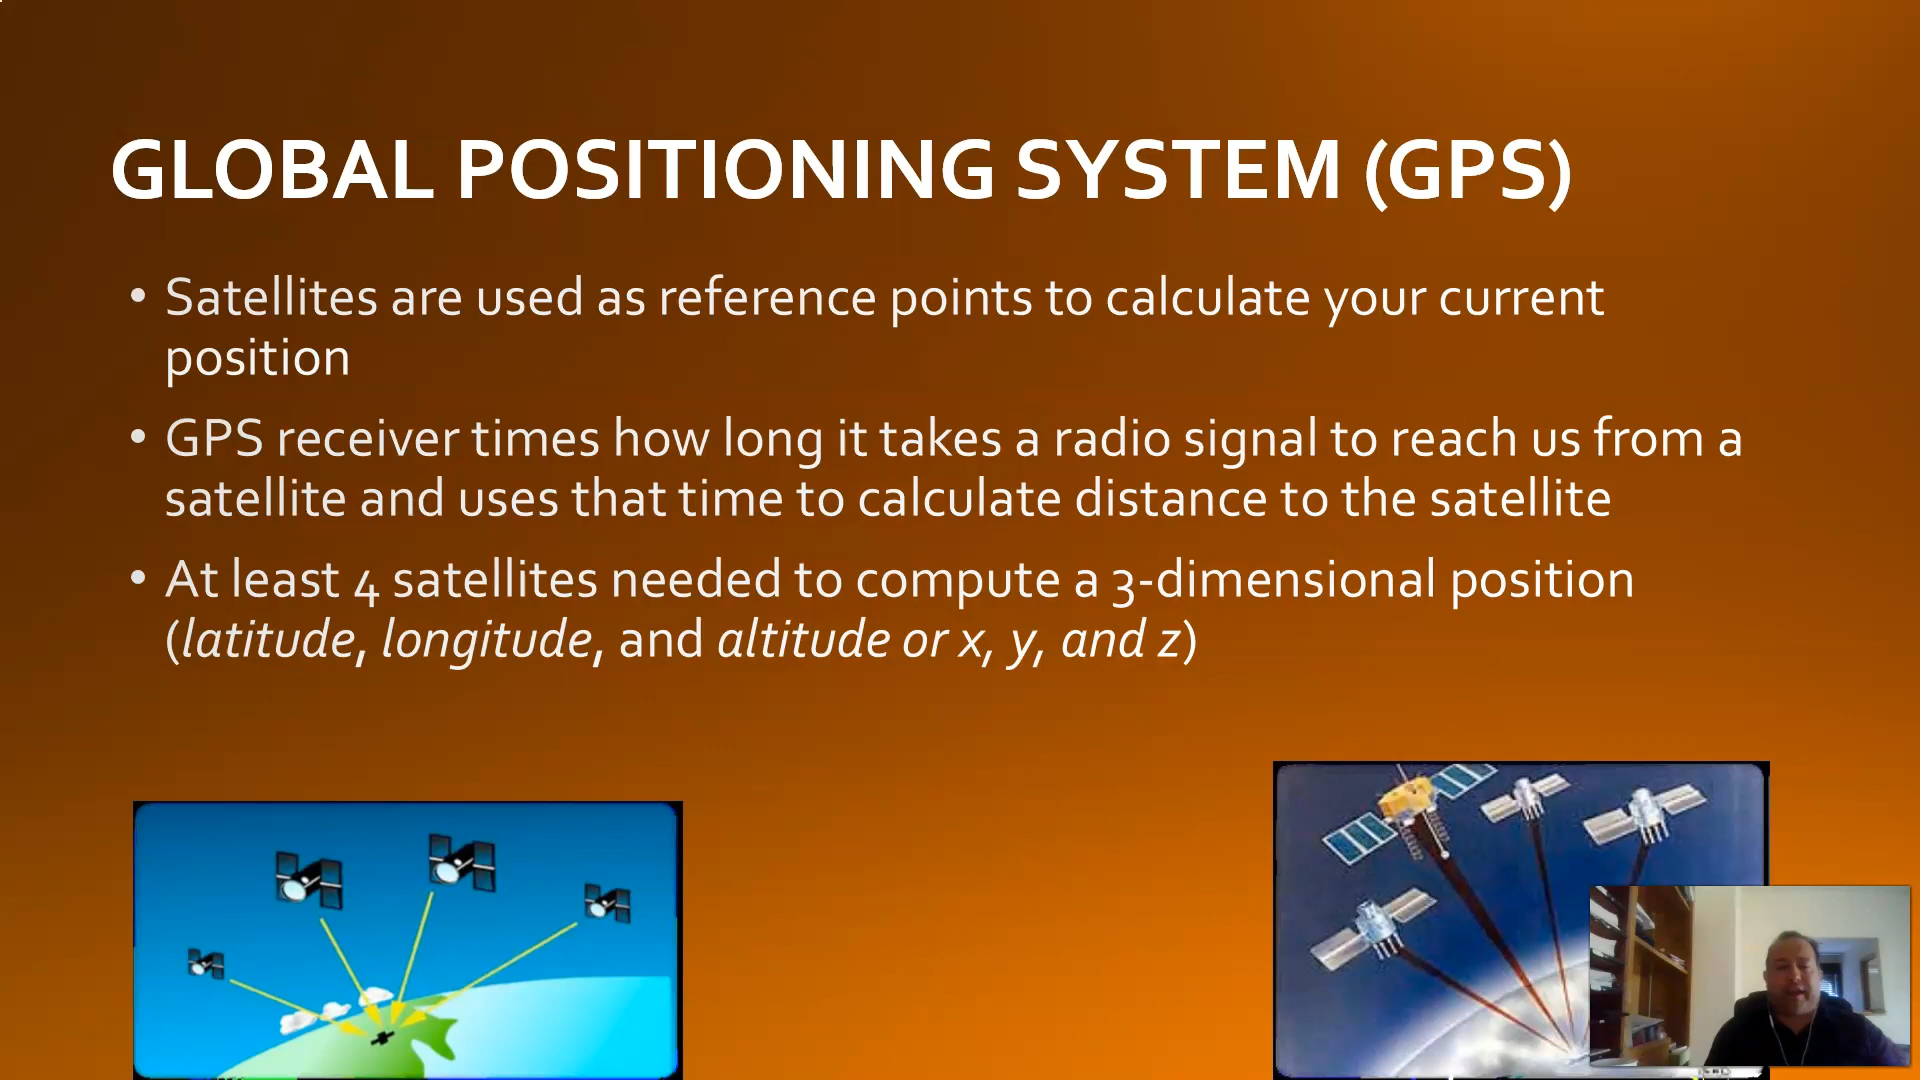 GLOBAL POSITIONING SYSTEM (GPS)
• Satellites are used as reference points to calculate your current
position
• GPS receiver times how long it takes a radio signal to reach us from a
satellite and uses that time to calculate distance to the satellite
• At least 4 satellites needed to compute a 3-dimensional position
(latitude, longitude, and altitude or x, y, and z)